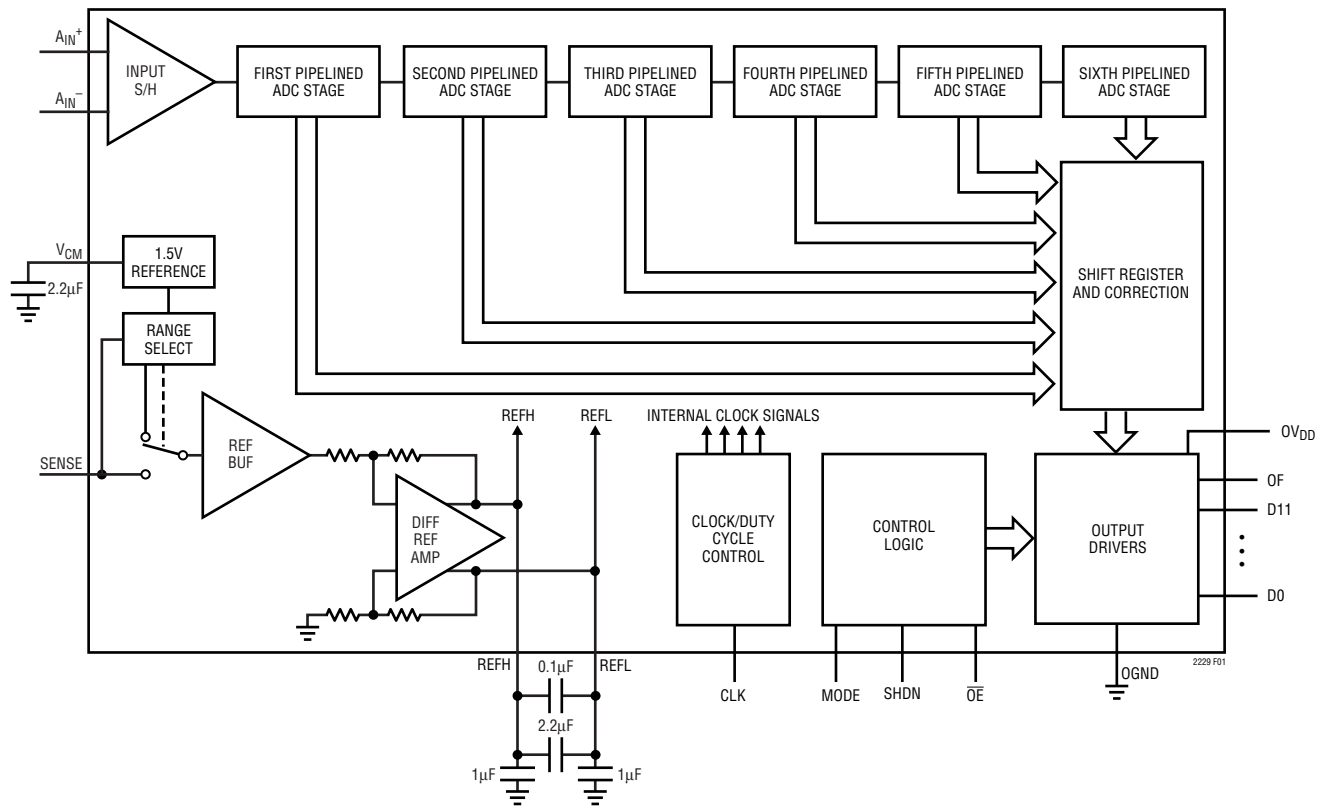 AIN+
AIN–
INPUT
S/H
FIRST PIPELINED
ADC STAGE
SECOND PIPELINED
ADC STAGE
THIRD PIPELINED
ADC STAGE
FOURTH PIPELINED
ADC STAGE
FIFTH PIPELINED
ADC STAGE
SIXTH PIPELINED
ADC STAGE
VCM
2.2μF
1.5V
REFERENCE
RANGE
SELECT
SHIFT REGISTER
AND CORRECTION
SENSE
REF
BUF
REFH
REFL
INTERNAL CLOCK SIGNALS
DIFF
REF
AMP
CLOCK/DUTY
CYCLE
CONTROL
CONTROL
LOGIC
OUTPUT
DRIVERS
OVDD
OF
D11
D0
REFH
0.1μF
REFL
2.2μF
1μF
1μF
CLK
MODE
SHDN
O̅E̅
OGND
2229 F01